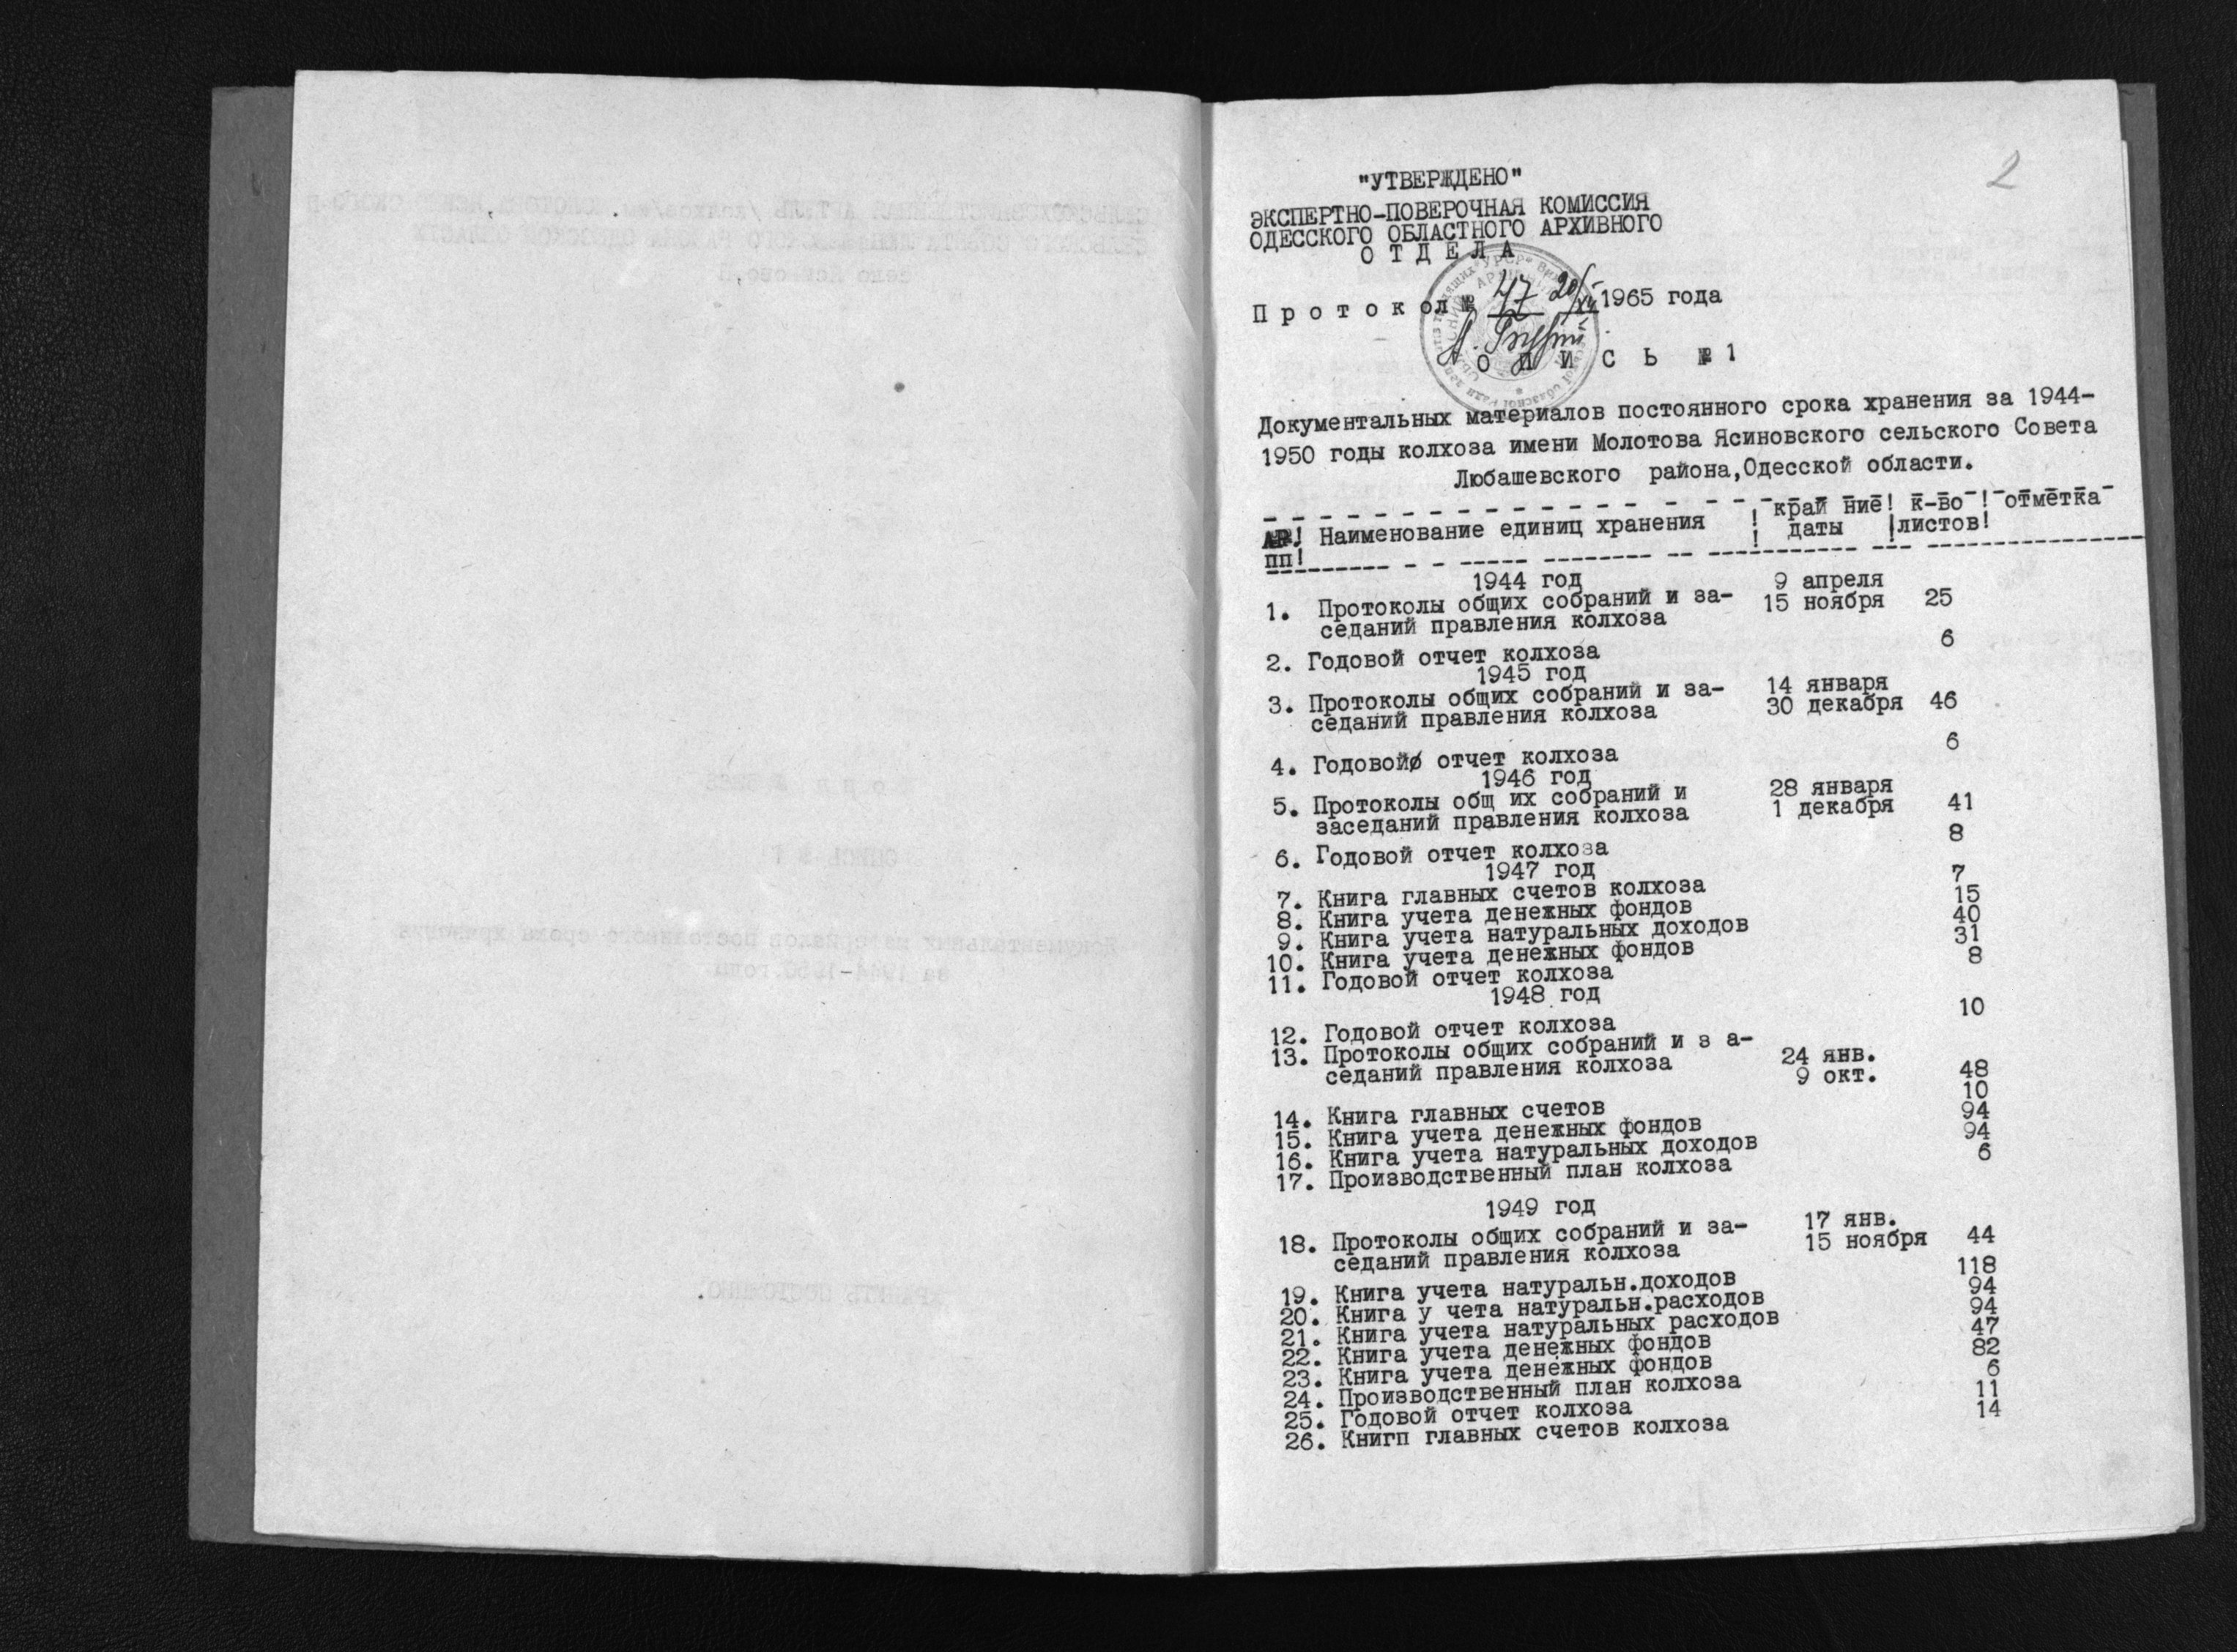 2
"УТВЕРЖДЕНО"
ЭКСПЕРТНО-ПОВЕРОЧНАЯ КОМИССИЯ
ОДЕССКОГО ОБЛАСТНОГО АРХИВНОГО
О Т Д Е Л А
П р о т о к о л № 47 20/XII 1965 года
О П И С Ь № 1
Документальных материалов постоянного срока хранения за 1944-
1950 годы колхоза имени Молотова Ясиновского сельского Совета
Любашевского района,Одесской области.
№№! Наименование единиц хранения ! край ние! к-во ! отметка
пп! ! даты !листов!
1944 год 9 апреля
1. Протоколы общих собраний и за- 15 ноября 25
седаний правления колхоза
2. Годовой отчет колхоза 6
1945 год
3. Протоколы общих собраний и за- 14 января
седаний правления колхоза 30 декабря 46
4. Годовой отчет колхоза 6
1946 год
5. Протоколы общ их собраний и 28 января
заседаний правления колхоза 1 декабря 41
6. Годовой отчет колхоза 8
1947 год
7. Книга главных счетов колхоза 7
8. Книга учета денежных фондов 15
9. Книга учета натуральных доходов 40
10. Книга учета денежных фондов 31
11. Годовой отчет колхоза 8
1948 год
12. Годовой отчет колхоза 10
13. Протоколы общих собраний и з а-
седаний правления колхоза 24 янв.
9 окт. 48
14. Книга главных счетов 10
15. Книга учета денежных фондов 94
16. Книга учета натуральных доходов 94
17. Производственный план колхоза 6
1949 год
18. Протоколы общих собраний и за- 17 янв.
седаний правления колхоза 15 ноября 44
19. Книга учета натуральн.доходов 118
20. Книга у чета натуральн.расходов 94
21. Книга учета натуральных расходов 94
22. Книга учета денежных фондов 47
23. Книга учета денежных фондов 82
24. Производственный план колхоза 6
25. Годовой отчет колхоза 11
26. Книгп главных счетов колхоза 14